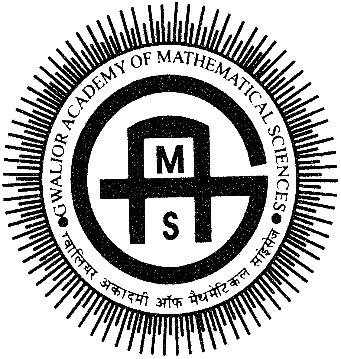 GWALIOR ACADEMY OF MATHEMATICAL SCIENCES
G A
M
S
ग्वालियर अकादमी ऑफ मैथमेटिकल साइंसेज